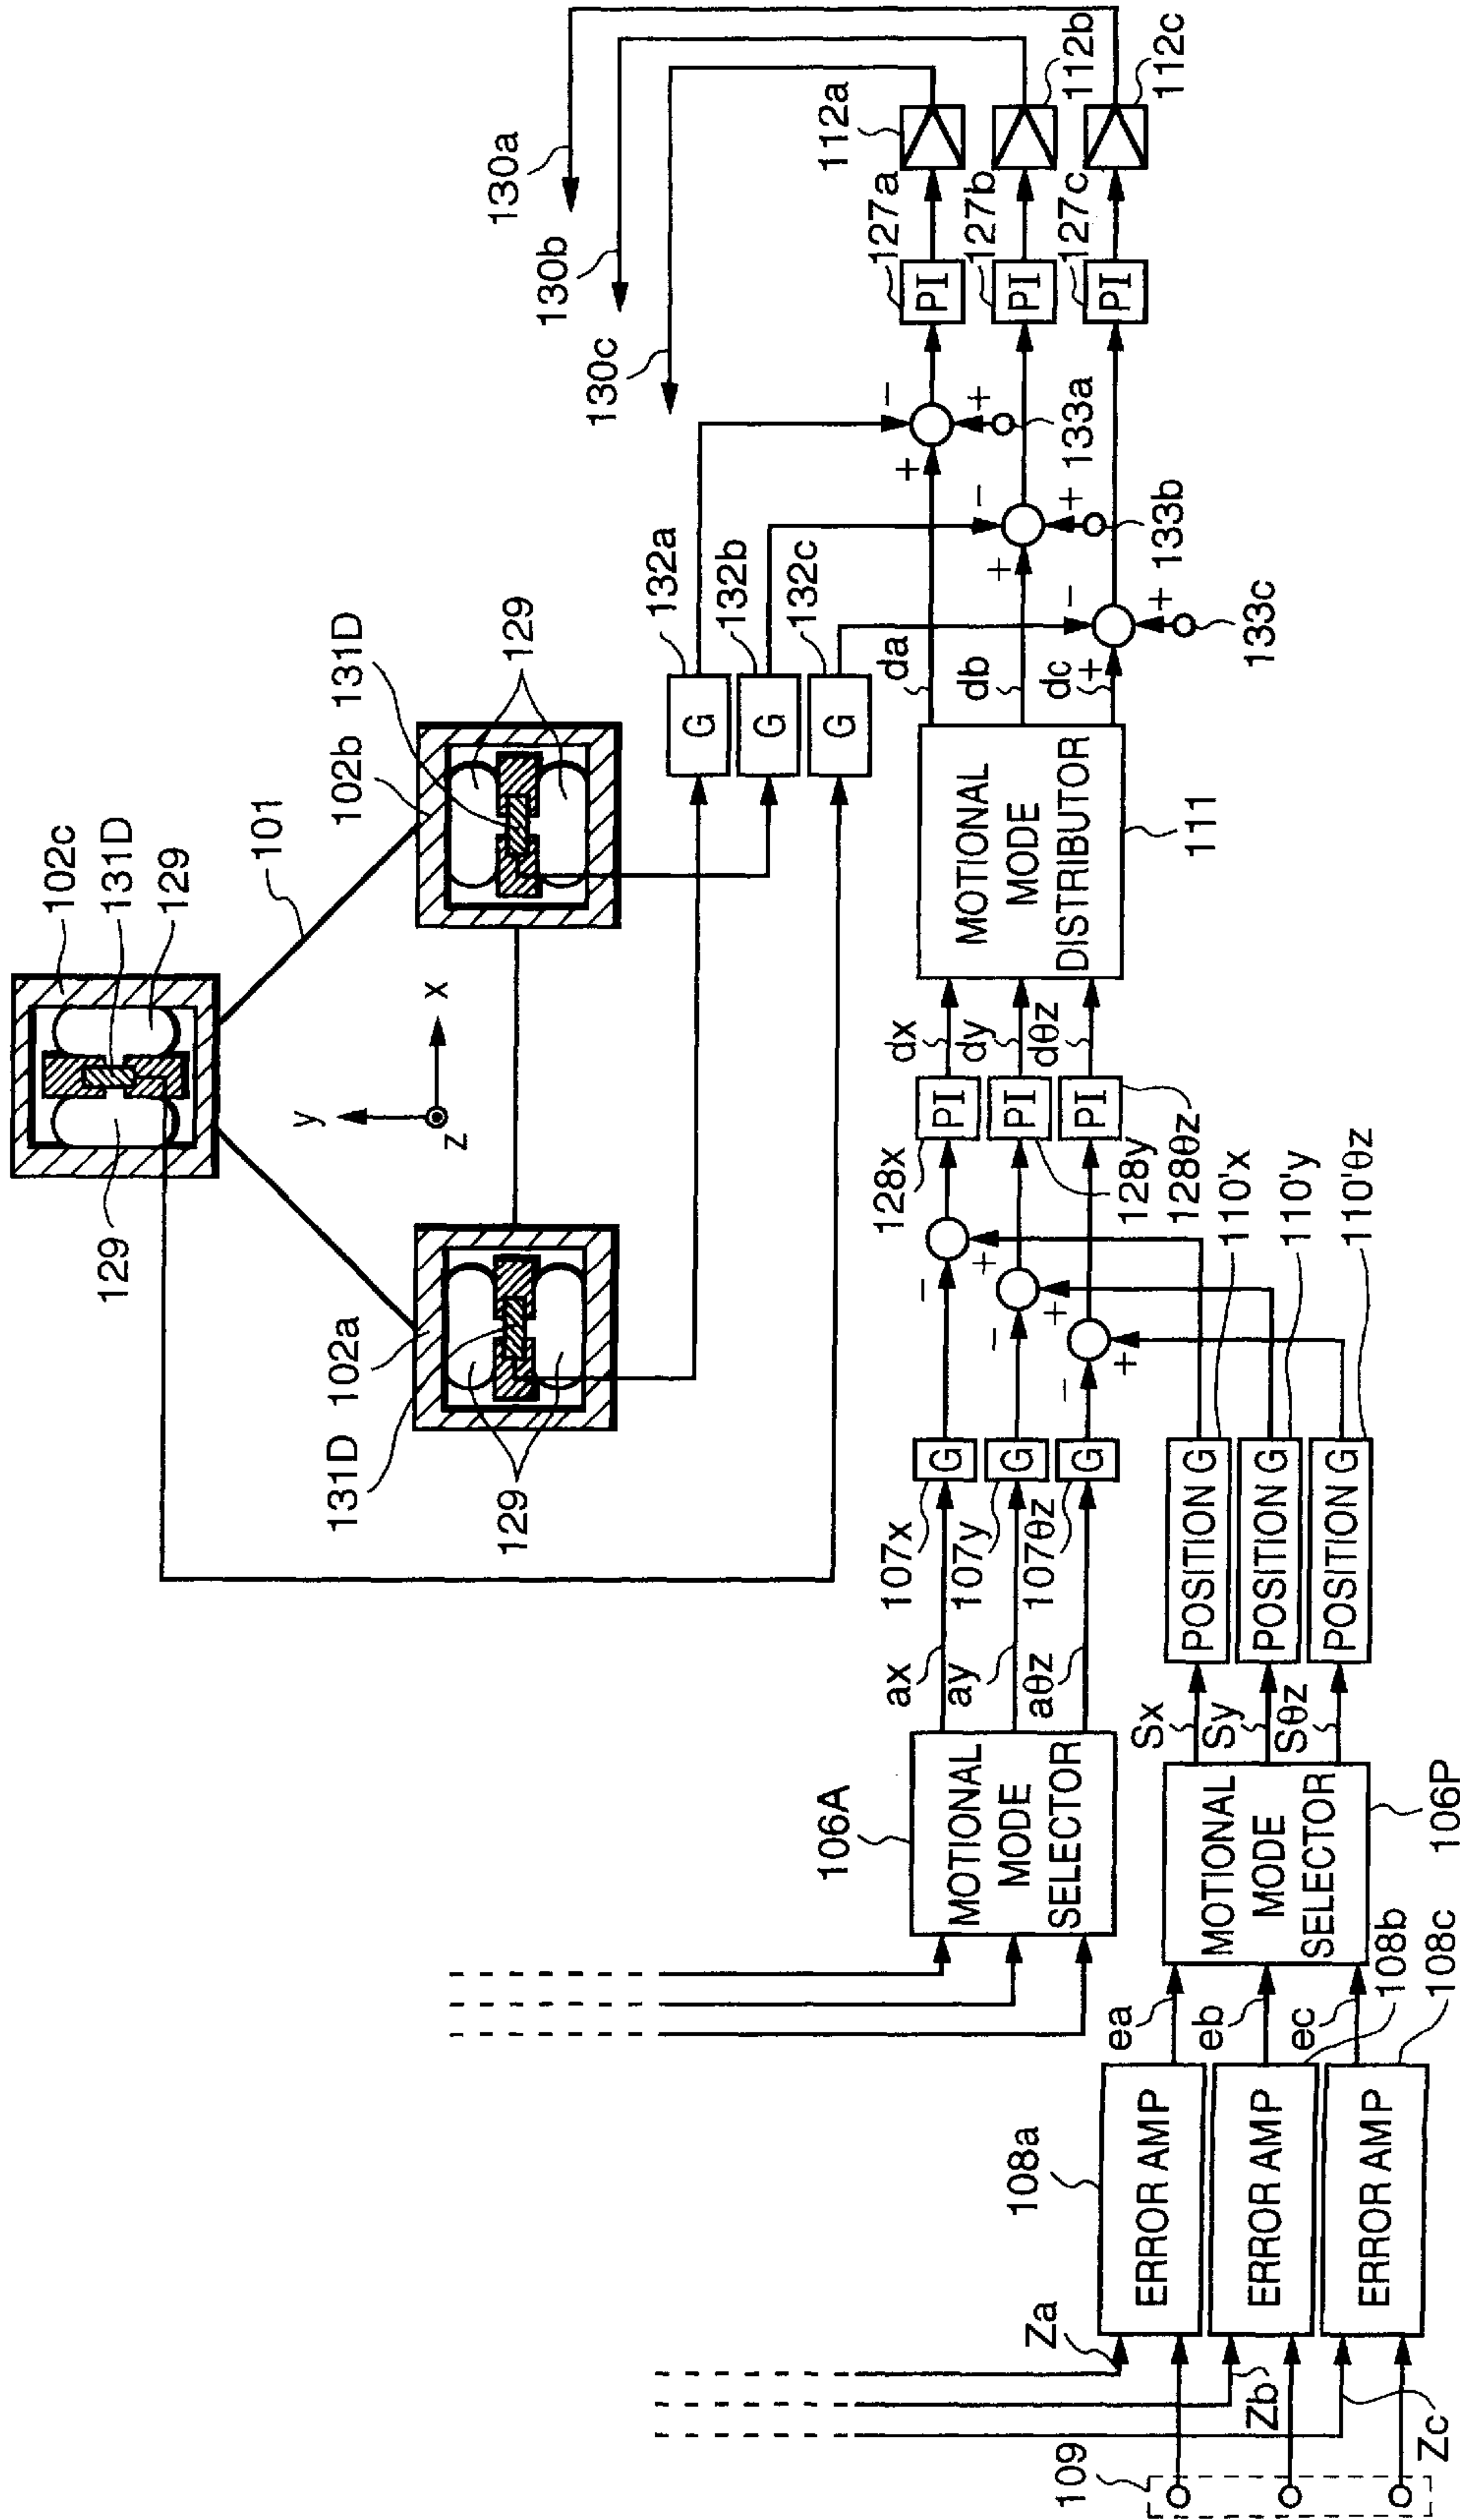 102c
131D
129
129
101
102b
131D
129
y
x
z
131D
102a
129
132a
132b
132c
G
G
G
130a
130b
130c
112a
112b
112c
127a
127b
127c
PI
PI
PI
−
+
+
133a
−
+
+
133b
−
+
+
133c
da
db
dc
MOTIONAL
MODE
DISTRIBUTOR
111
dx
dy
dθz
128x
PI
PI
PI
128y
128θz
−
+
−
+
−
+
110'x
110'y
110'θz
107x
107y
107θz
G
G
G
ax
ay
aθz
106A
MOTIONAL
MODE
SELECTOR
POSITION G
POSITION G
POSITION G
Sx
Sy
Sθz
MOTIONAL
MODE
SELECTOR
106P
ea
eb
ec
108a
108b
108c
ERROR AMP
ERROR AMP
ERROR AMP
Za
Zb
Zc
109